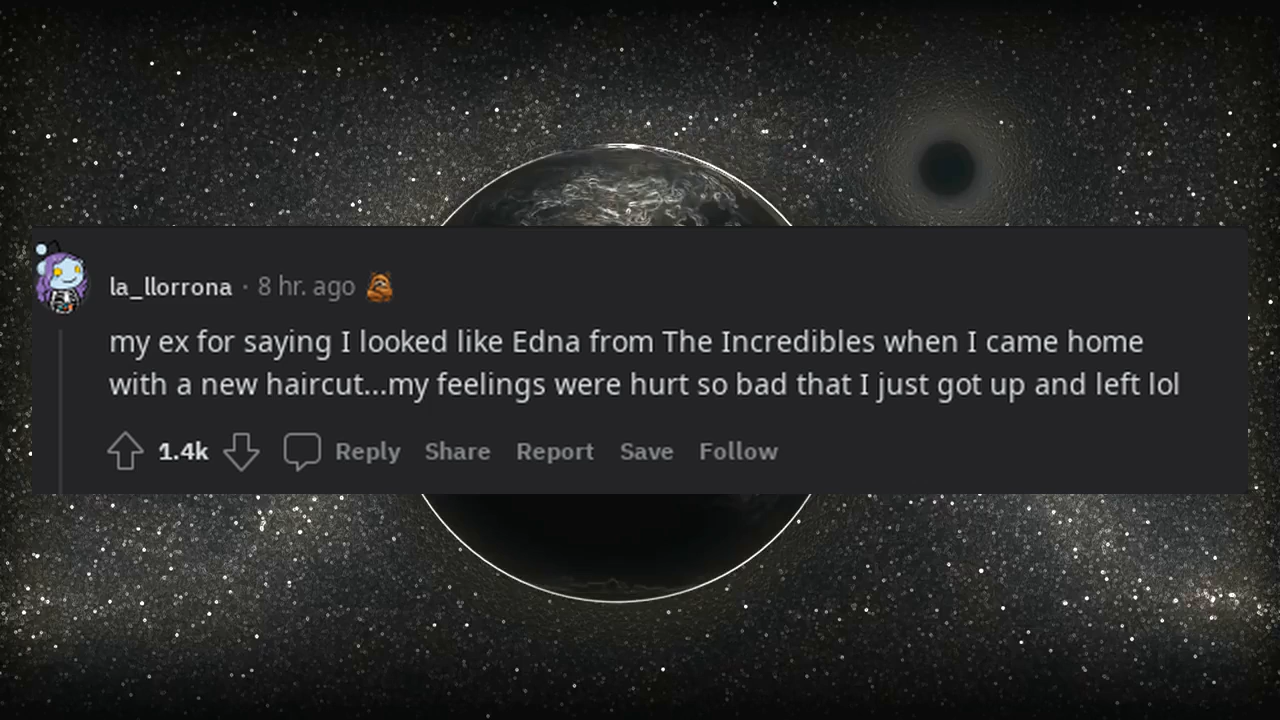 la_llorrona · 8 hr. ago
my ex for saying I looked like Edna from The Incredibles when I came home
with a new haircut...my feelings were hurt so bad that I just got up and left lol
1.4k Reply Share Report Save Follow